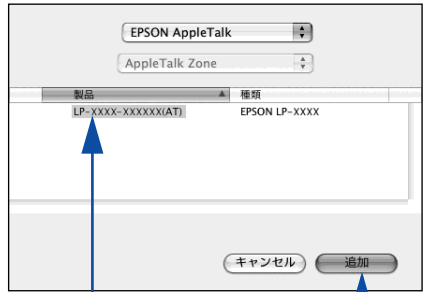 EPSON AppleTalk
AppleTalk Zone
製品 種類
LP-XXXX-XXXXXX(AT) EPSON LP-XXXX
キャンセル 追加